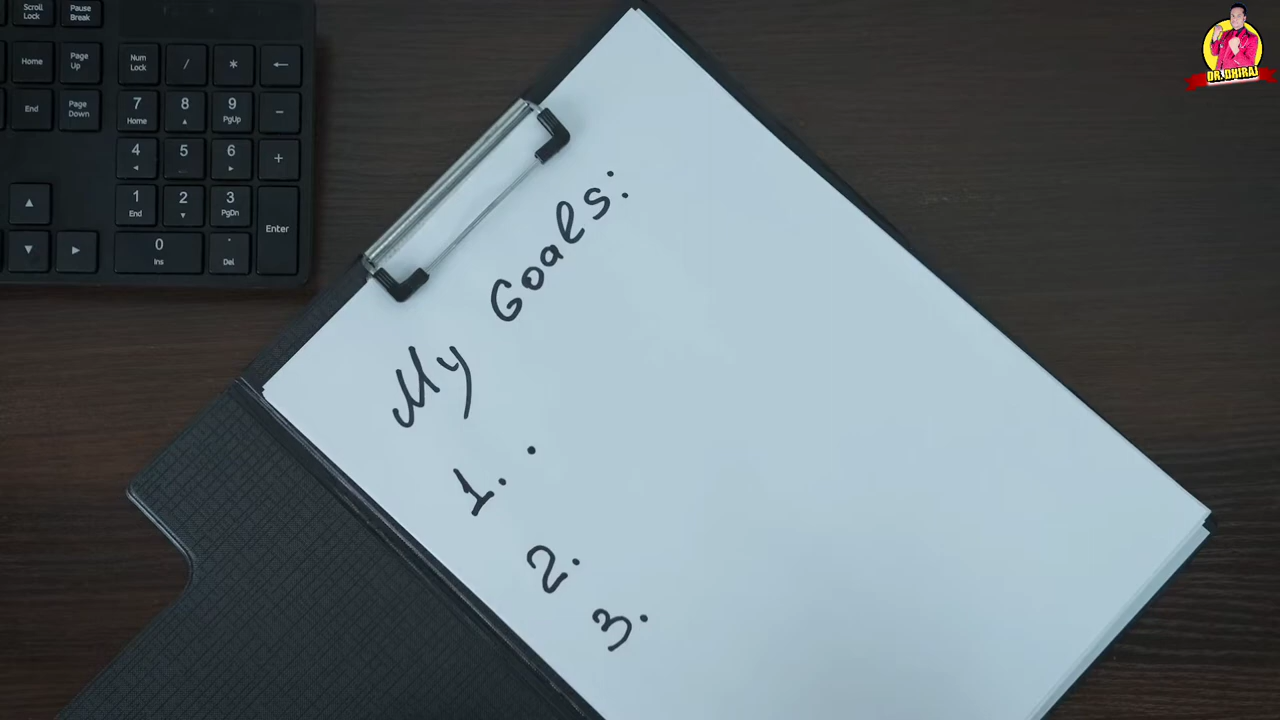 Scroll Lock
Pause Break
Home
Page Up
Num Lock
/
*
←
End
Page Down
7 Home
8 ▲
9 PgUp
-
4 ◄
5
6 ►
+
▲
1 End
2 ▼
3 PgDn
Enter
▼
►
0 Ins
. Del
My Goals:
1. .
2.
3.
DR. DHIRAJ